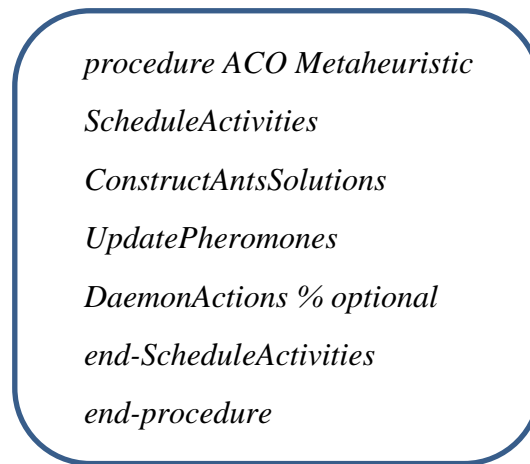 procedure ACO Metaheuristic
ScheduleActivities
ConstructAntsSolutions
UpdatePheromones
DaemonActions % optional
end-ScheduleActivities
end-procedure